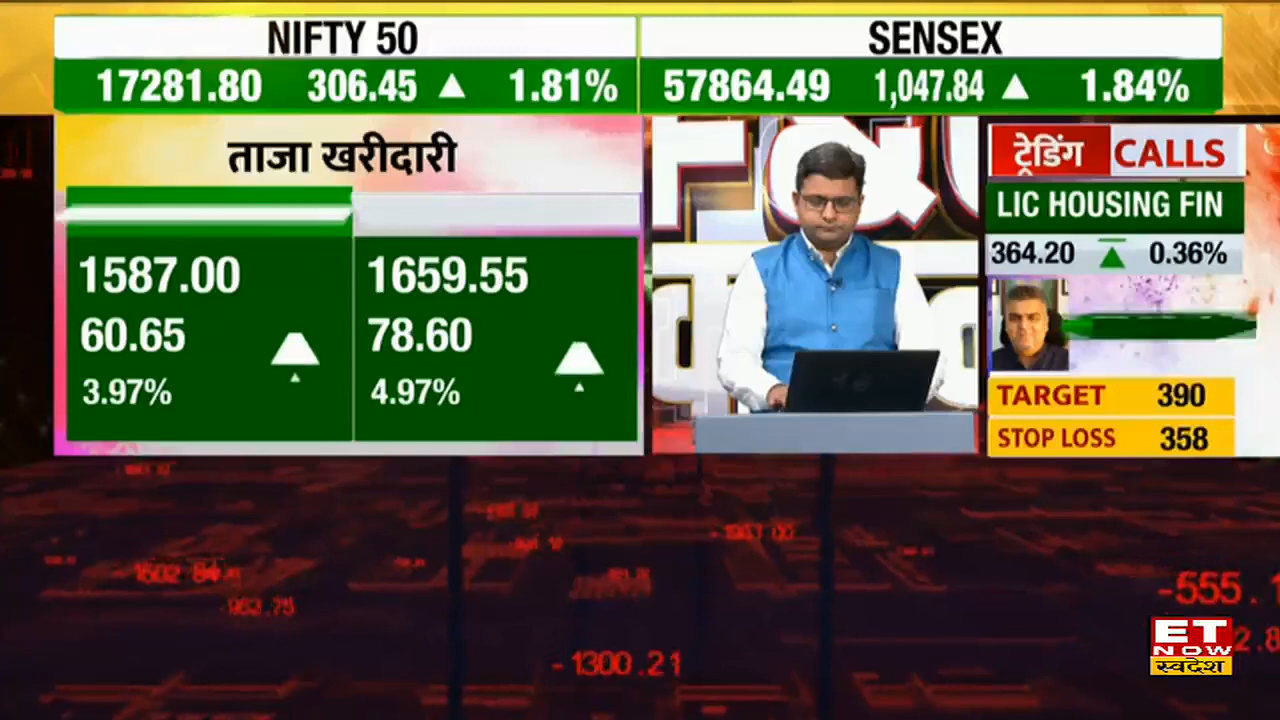 NIFTY 50
17281.80 306.45 1.81%
SENSEX
57864.49 1,047.84 1.84%
ताजा खरीदारी
1587.00
60.65
3.97%
1659.55
78.60
4.97%
ट्रेडिंग CALLS
LIC HOUSING FIN
364.20 0.36%
TARGET 390
STOP LOSS 358
-1300.21
-555.1
ET
NOW
स्वदेश